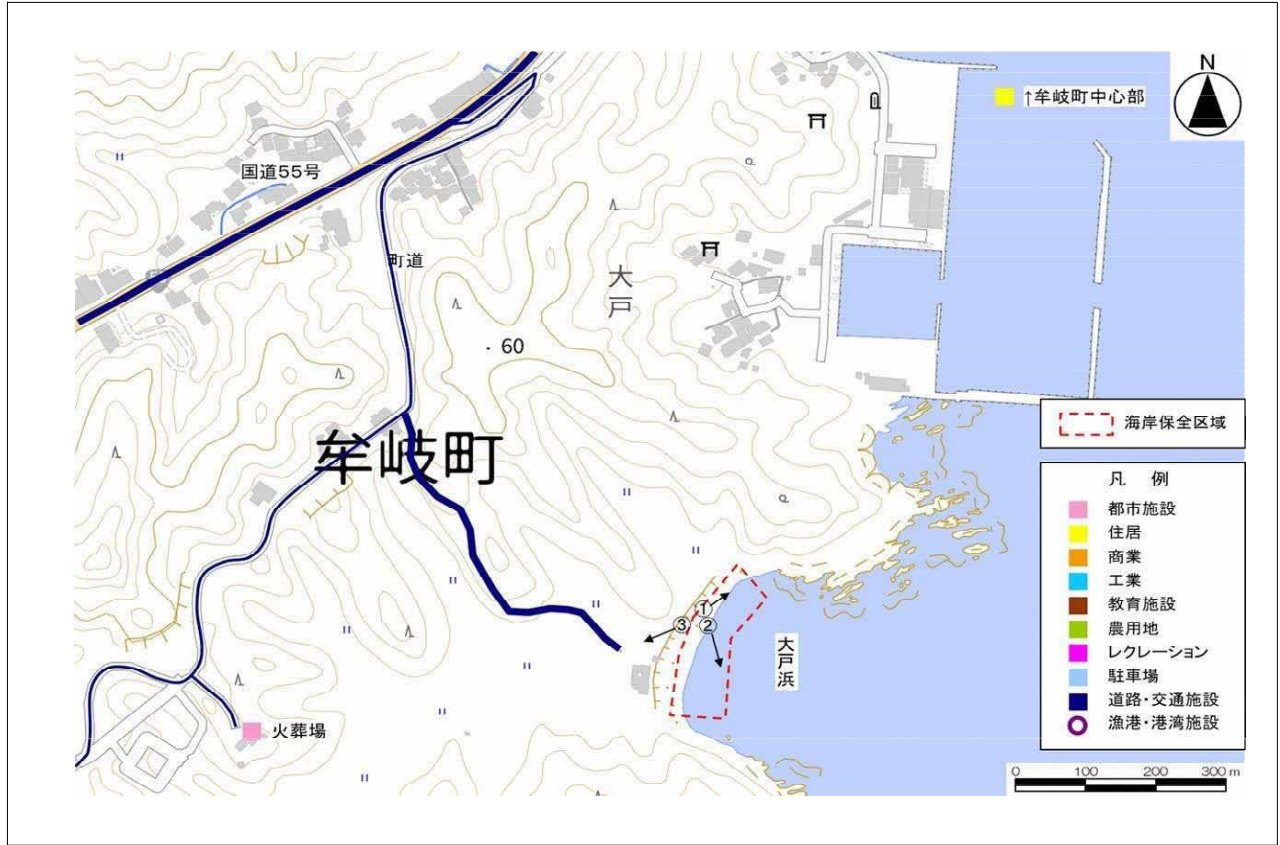 N
↑牟岐町中心部
国道55号
町道
大戸
60
牟岐町
海岸保全区域
凡 例
都市施設
住居
商業
工業
教育施設
農用地
レクレーション
駐車場
道路・交通施設
漁港・港湾施設
①
②
③
大戸浜
火葬場
0 100 200 300m